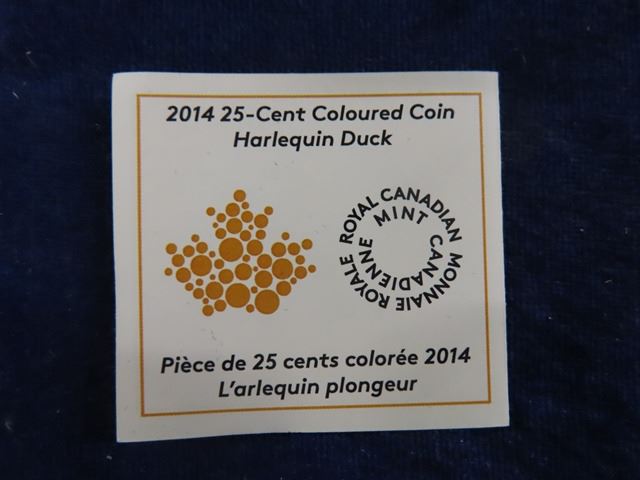 2014 25-Cent Coloured Coin
Harlequin Duck
ROYAL CANADIAN
MINT
MONNAIE ROYALE
CANADIENNE
Pièce de 25 cents colorée 2014
L'arlequin plongeur